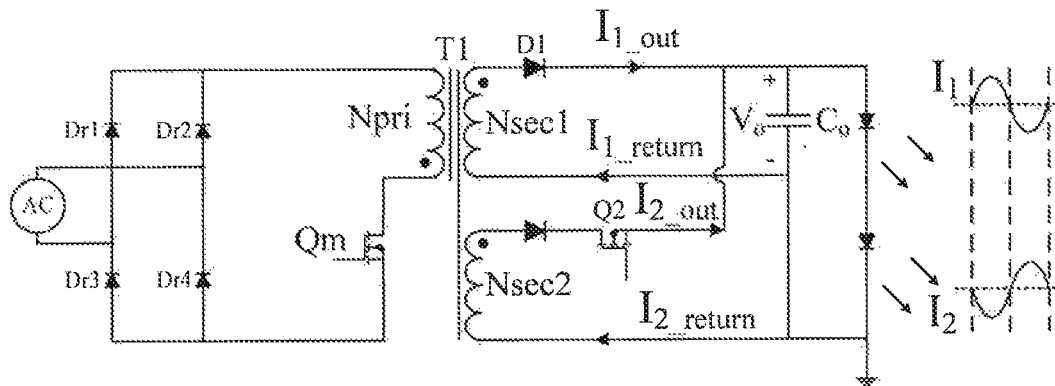 I1_out
T1
D1
Dr1
Dr2
Npri
Nsec1
+
Vo
Co
-
I1
I1_return
AC
I2_out
Q2
Qm
Dr3
Dr4
Nsec2
I2_return
I2